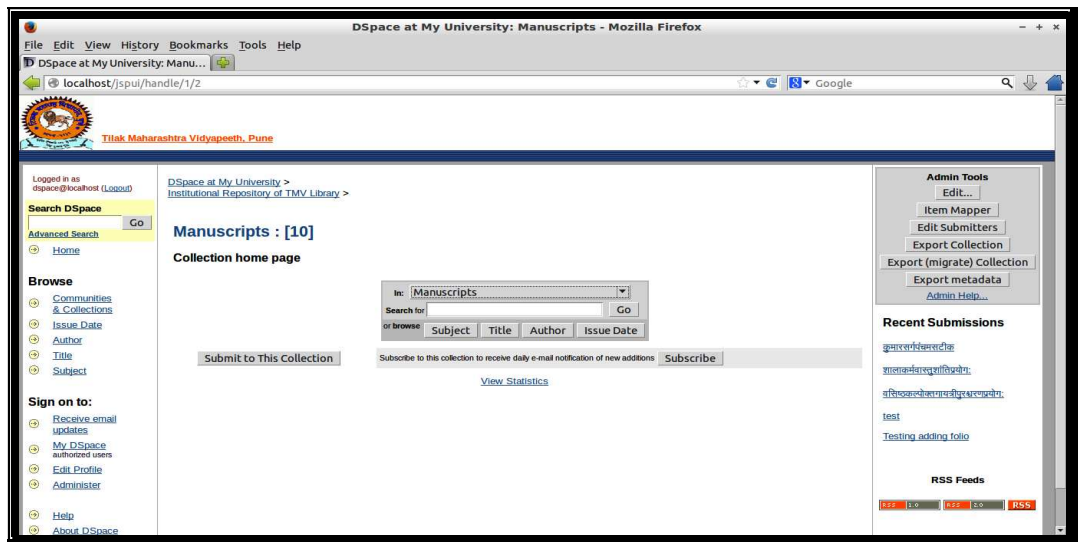 DSpace at My University: Manuscripts - Mozilla Firefox
File Edit View History Bookmarks Tools Help
DSpace at My University: Manu...
localhost/jspui/handle/1/2
Google
Tilak Maharashtra Vidyapeeth, Pune
Logged in as
dspace@localhost (Logout)
Search DSpace
Go
Advanced Search
Home
Browse
Communities
& Collections
Issue Date
Author
Title
Subject
Sign on to:
Receive email
updates
My DSpace
authorized users
Edit Profile
Administer
Help
About DSpace
DSpace at My University >
Institutional Repository of TMV Library >
Manuscripts : [10]
Collection home page
In: Manuscripts
Search for Go
or browse Subject Title Author Issue Date
Submit to This Collection
Subscribe to this collection to receive daily e-mail notification of new additions Subscribe
View Statistics
Admin Tools
Edit...
Item Mapper
Edit Submitters
Export Collection
Export (migrate) Collection
Export metadata
Admin Help...
Recent Submissions
कुमारसर्गपंचमसटीक
शालाकर्मवास्तुशांतिप्रयोग:
वसिष्ठकल्पोक्तगायत्रीपुरश्चरणप्रयोग:
test
Testing adding folio
RSS Feeds
RSS 1.0 RSS 2.0 RSS